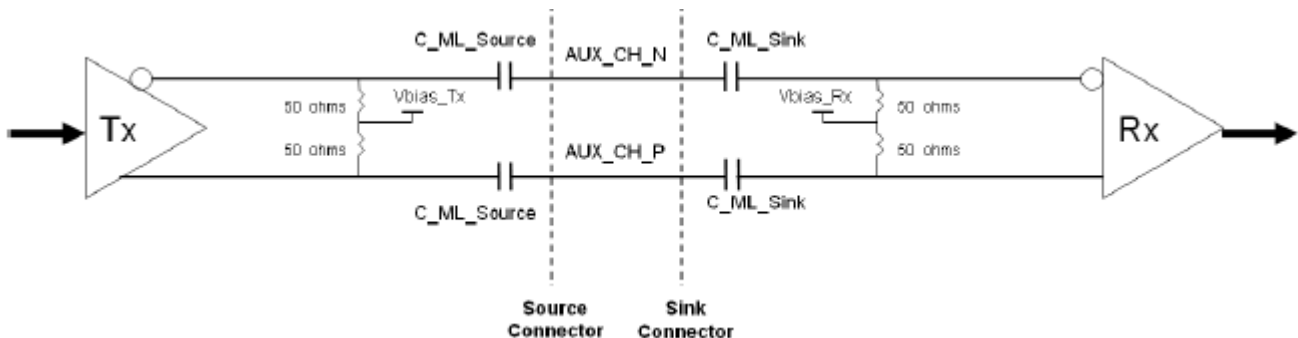 C_ML_Source
AUX_CH_N
C_ML_Sink
50 ohms
Vbias_Tx
Vbias_Rx
50 ohms
Tx
Rx
50 ohms
AUX_CH_P
50 ohms
C_ML_Source
C_ML_Sink
Source
Connector
Sink
Connector